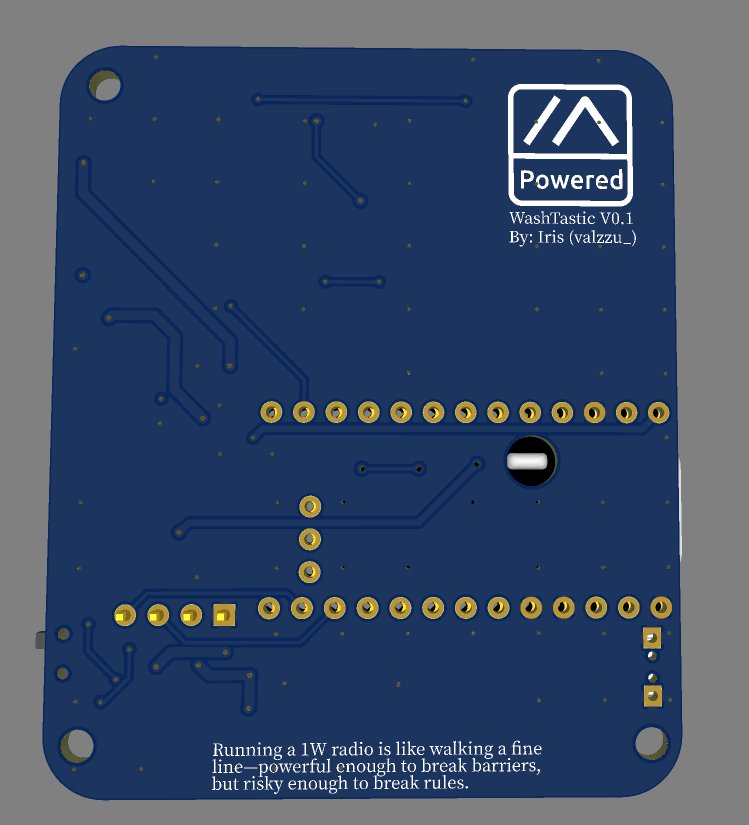 Powered
WashTastic V0.1
By: Iris (valzzu_)
Running a 1W radio is like walking a fine
line—powerful enough to break barriers,
but risky enough to break rules.